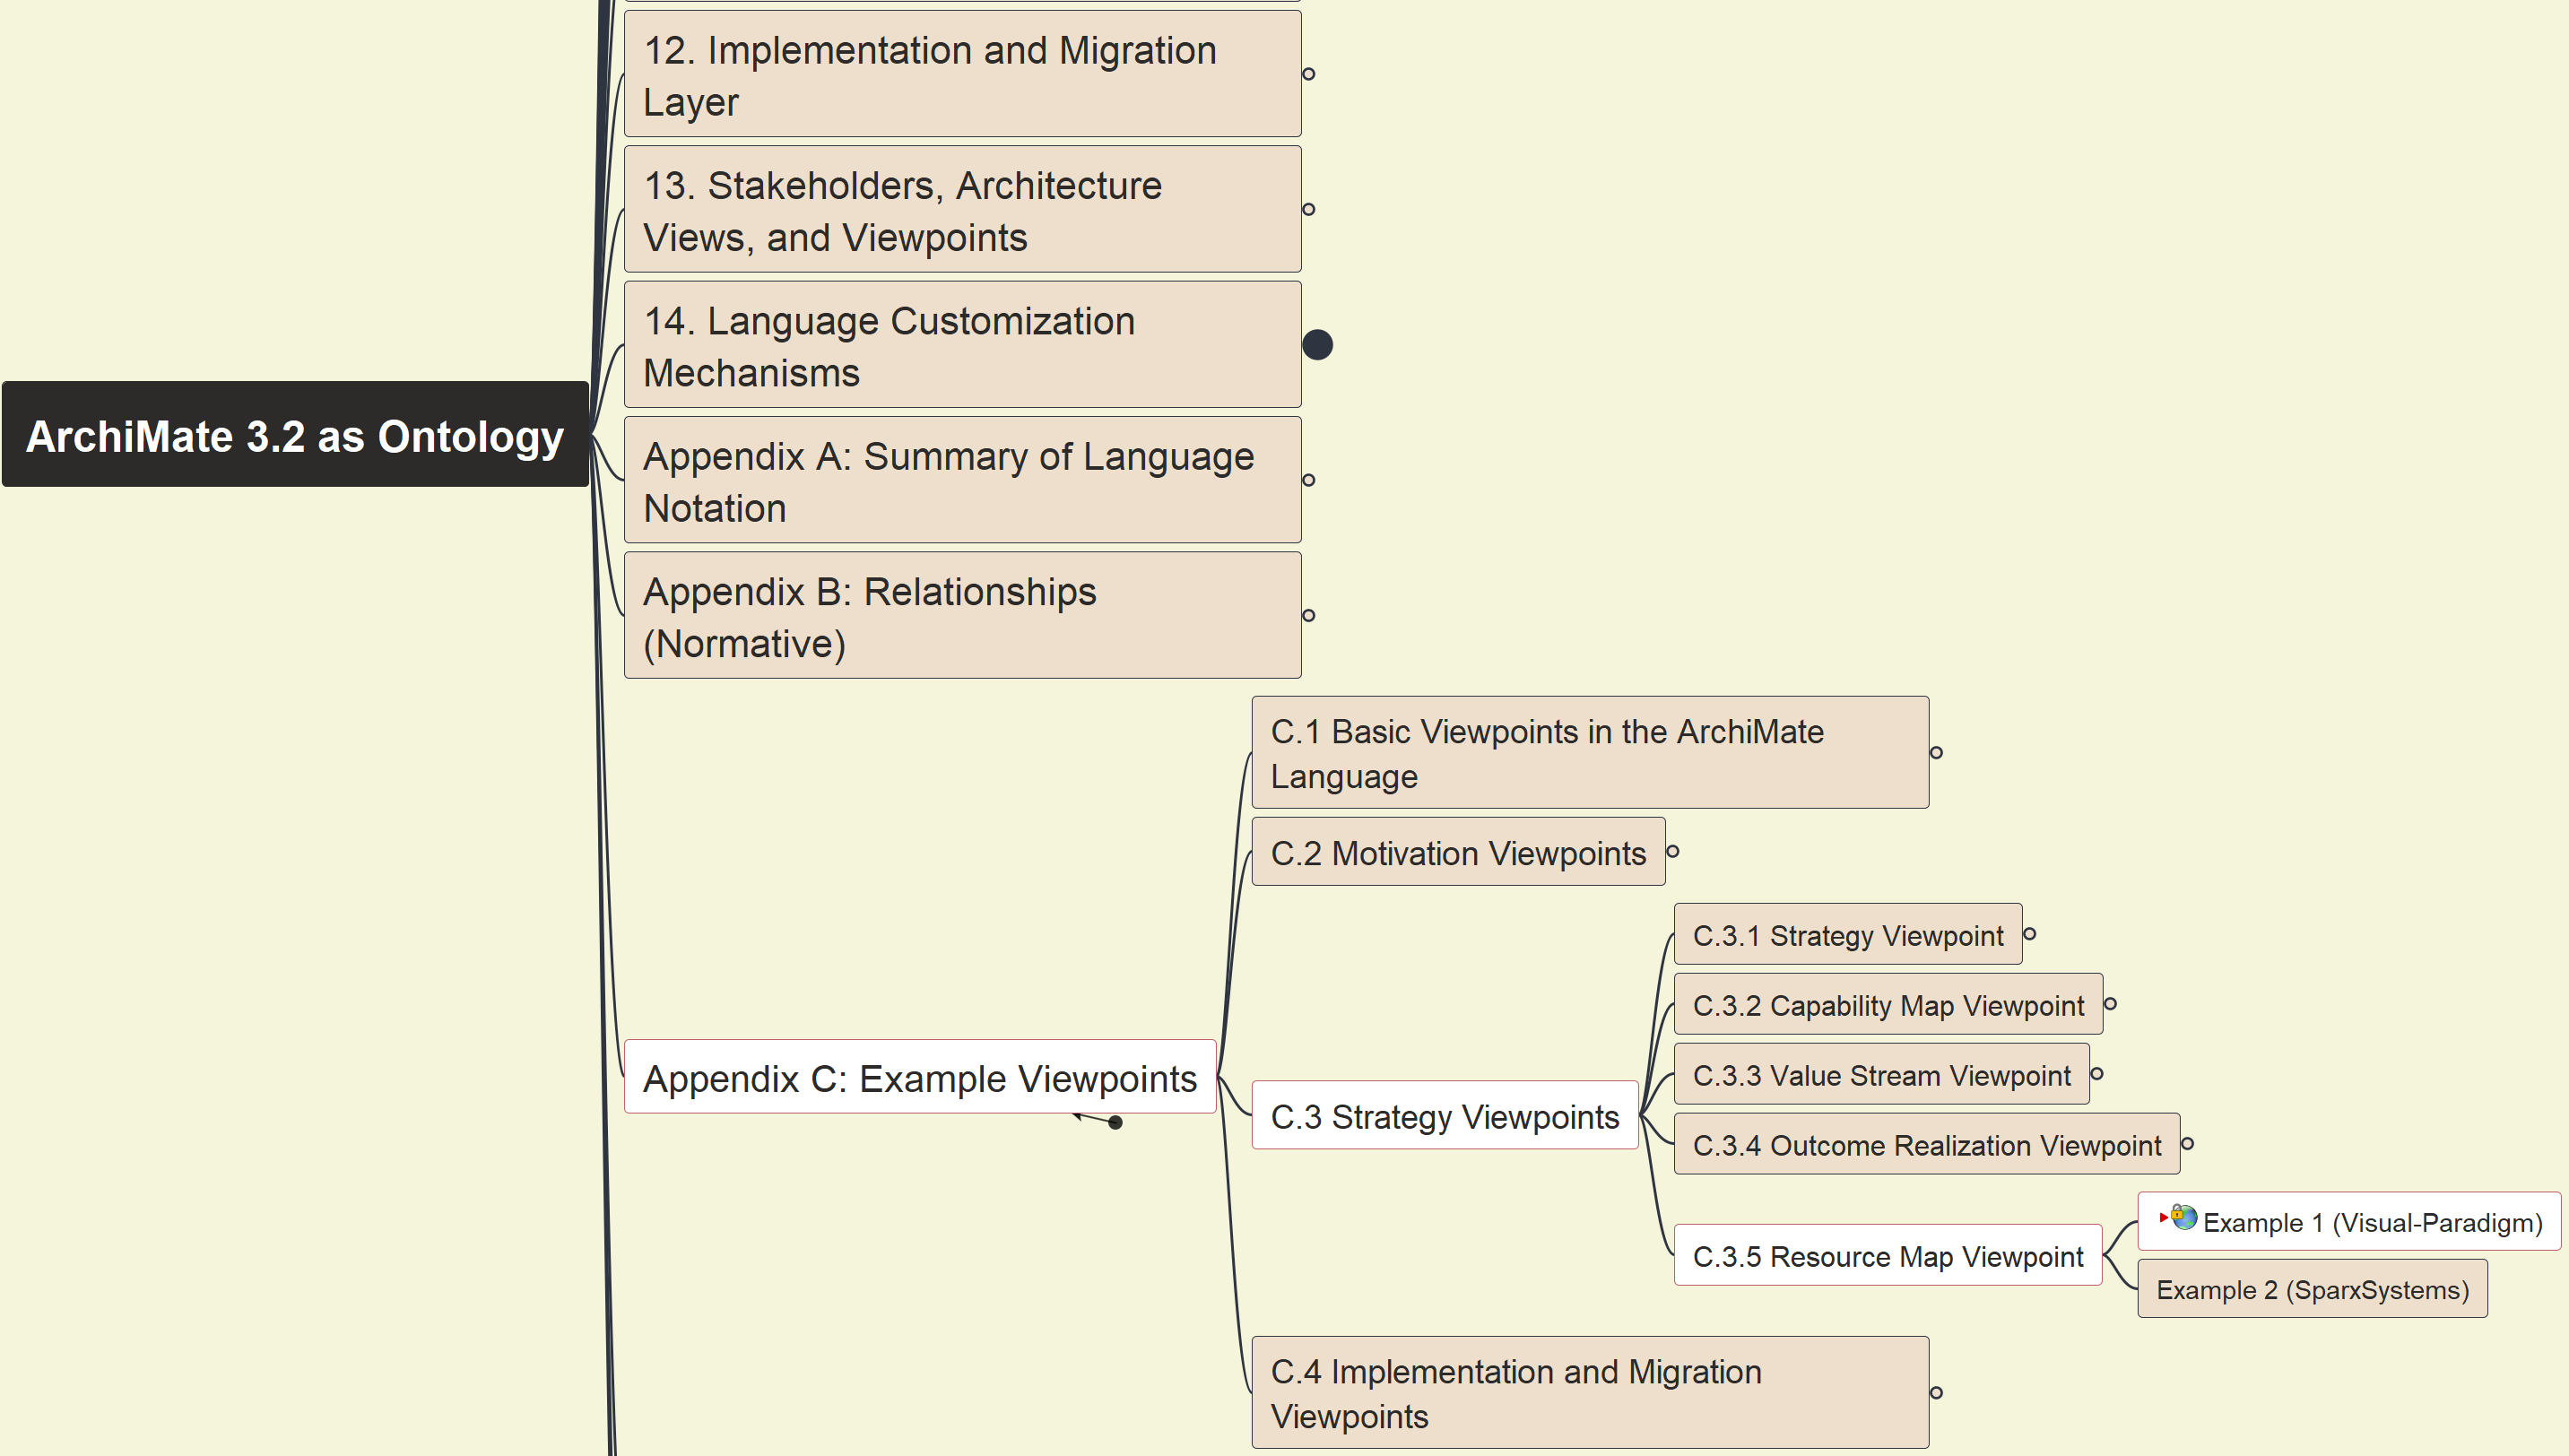 12. Implementation and Migration
Layer
13. Stakeholders, Architecture
Views, and Viewpoints
14. Language Customization
Mechanisms
ArchiMate 3.2 as Ontology
Appendix A: Summary of Language
Notation
Appendix B: Relationships
(Normative)
C.1 Basic Viewpoints in the ArchiMate
Language
C.2 Motivation Viewpoints
C.3.1 Strategy Viewpoint
C.3.2 Capability Map Viewpoint
C.3.3 Value Stream Viewpoint
Appendix C: Example Viewpoints
C.3 Strategy Viewpoints
C.3.4 Outcome Realization Viewpoint
C.3.5 Resource Map Viewpoint
Example 1 (Visual-Paradigm)
Example 2 (SparxSystems)
C.4 Implementation and Migration
Viewpoints